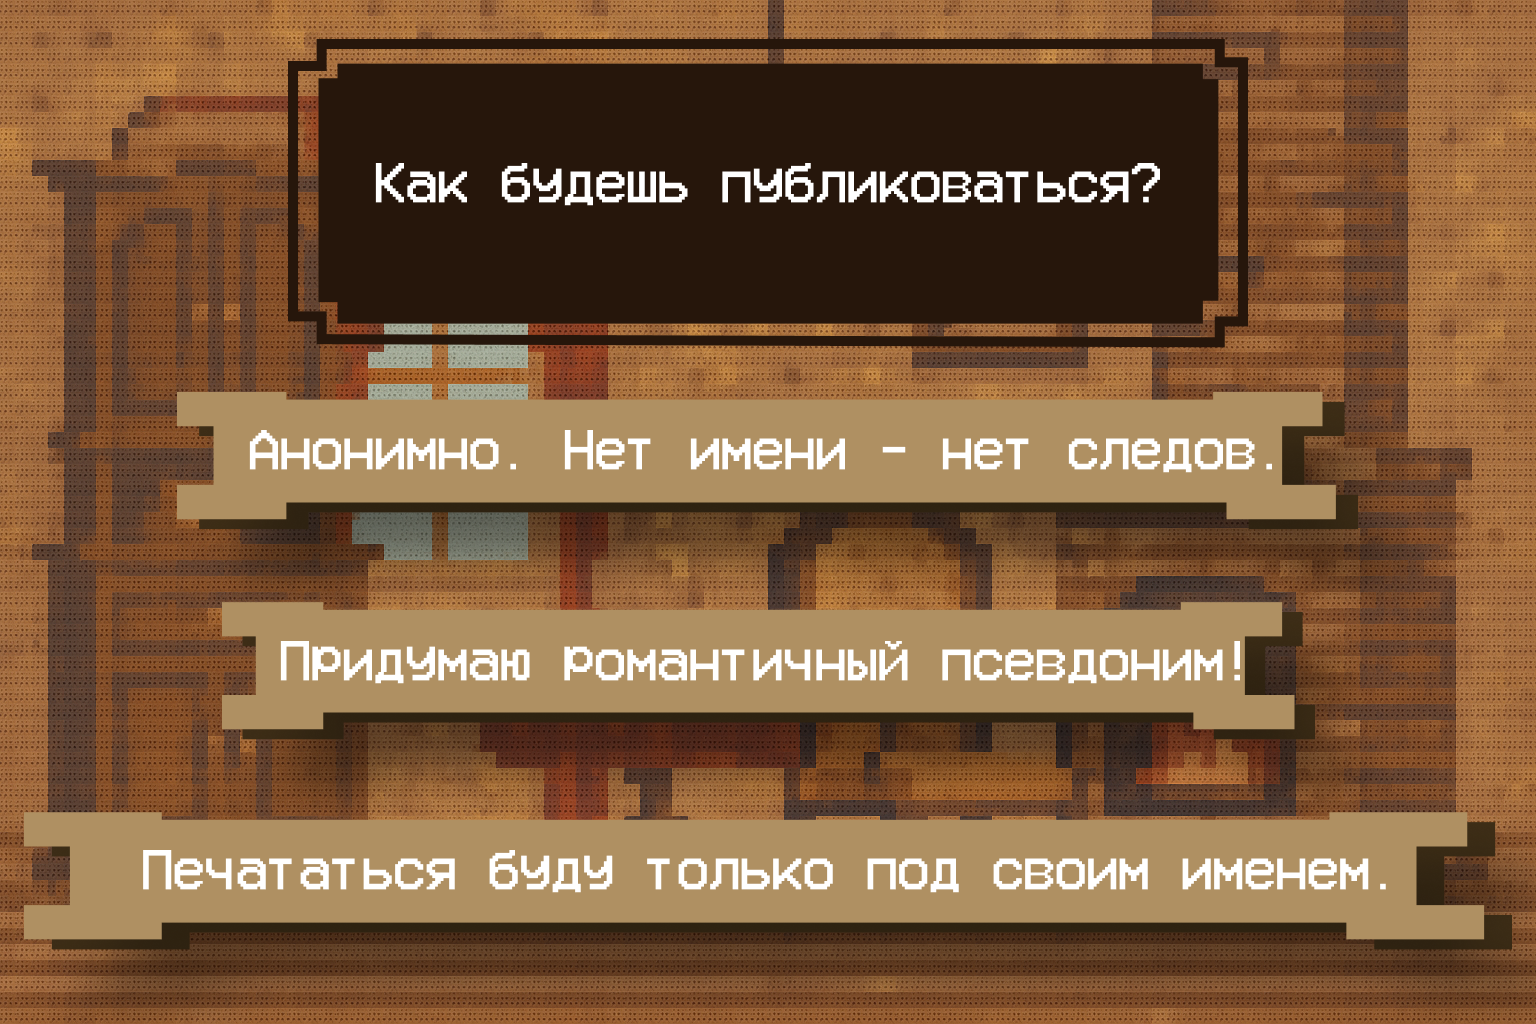 Как будешь публиковаться?
Анонимно. Нет имени - нет следов.
Придумаю романтичный псевдоним!
Печататься буду только под своим именем.